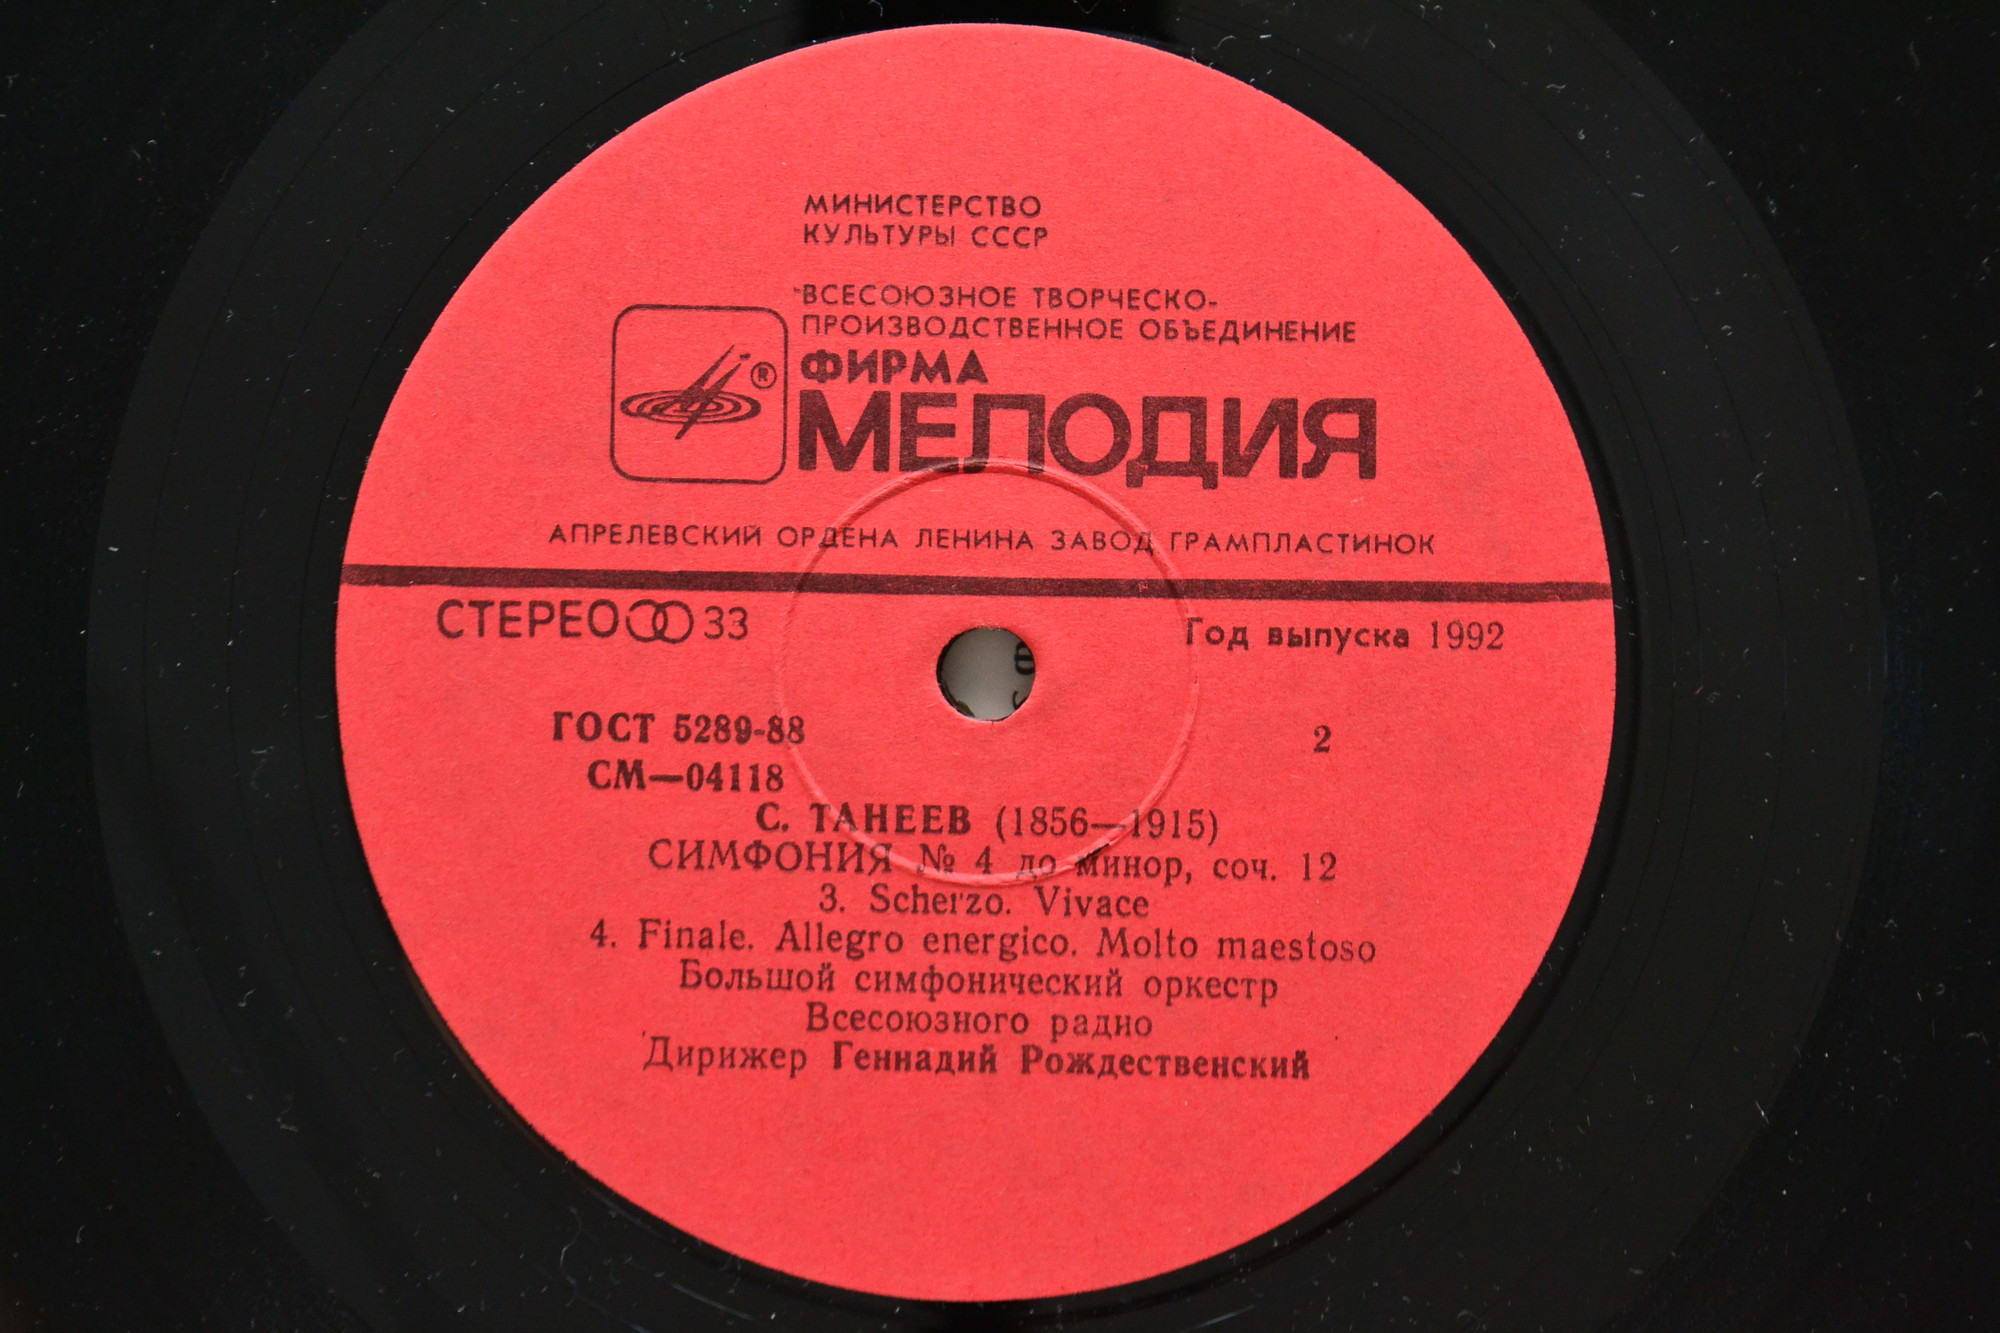 МИНИСТЕРСТВО
КУЛЬТУРЫ СССР
ВСЕСОЮЗНОЕ ТВОРЧЕСКО-
ПРОИЗВОДСТВЕННОЕ ОБЪЕДИНЕНИЕ
®
ФИРМА
МЕЛОДИЯ
АПРЕЛЕВСКИЙ ОРДЕНА ЛЕНИНА ЗАВОД ГРАМПЛАСТИНОК
СТЕРЕО 33
Год выпуска 1992
ГОСТ 5289-88
2
СМ—04118
С. ТАНЕЕВ (1856—1915)
СИМФОНИЯ № 4 до минор, соч. 12
3. Scherzo. Vivace
4. Finale. Allegro energico. Molto maestoso
Большой симфонический оркестр
Всесоюзного радио
Дирижер Геннадий Рождественский